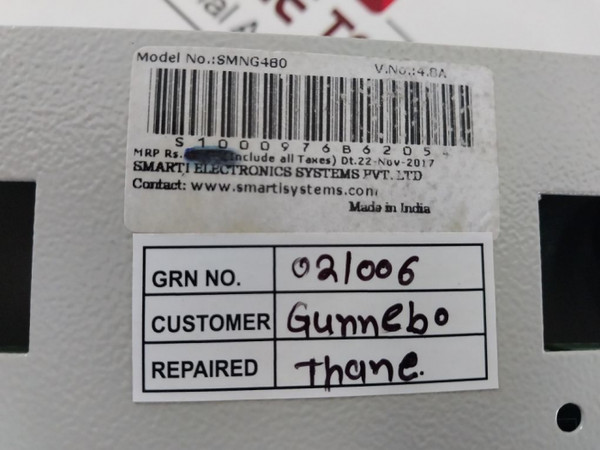 Model No.:SMNG480
V.No.:4.8A
S1000976B62054
MRP Rs. (Include all Taxes) Dt.22-Nov-2017
SMARTI ELECTRONICS SYSTEMS PVT. LTD
Contact: www.smartisystems.com
Made in India
GRN NO. 021006
CUSTOMER Gunnebo
REPAIRED Thane.